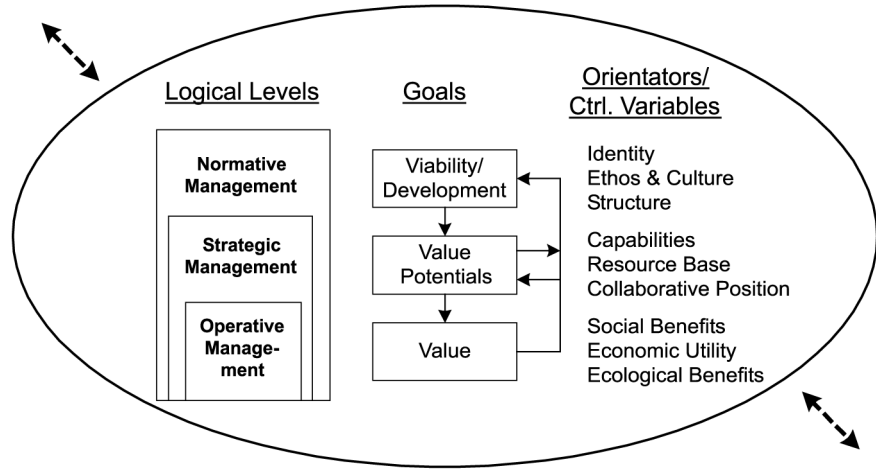 Logical Levels
Goals
Orientators/
Ctrl. Variables
Normative
Management
Strategic
Management
Operative
Manage-
ment
Viability/
Development
Value
Potentials
Value
Identity
Ethos & Culture
Structure
Capabilities
Resource Base
Collaborative Position
Social Benefits
Economic Utility
Ecological Benefits